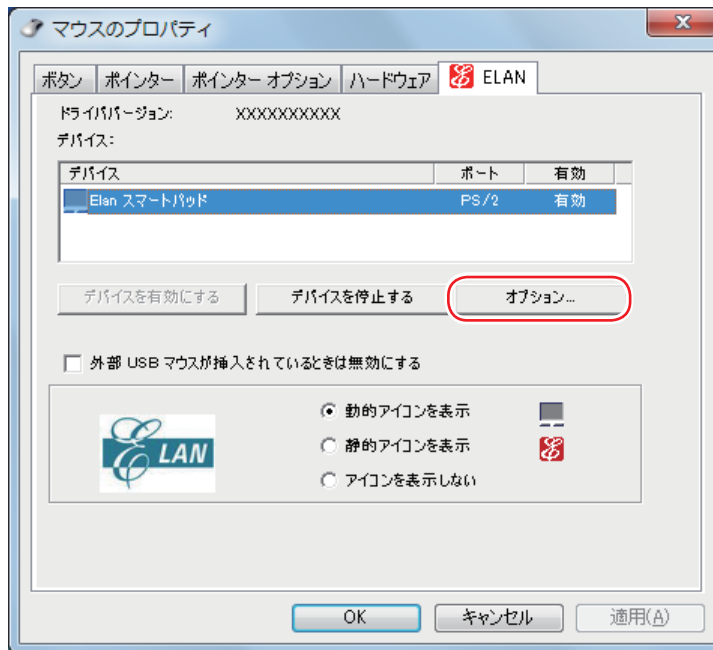 マウスのプロパティ
ボタン ポインター ポインター オプション ハードウェア ELAN
ドライババージョン: XXXXXXXXXX
デバイス:
デバイス ポート 有効
Elan スマートパッド PS/2 有効
デバイスを有効にする デバイスを停止する オプション...
外部 USB マウスが挿入されているときは無効にする
動的アイコンを表示
ELAN 静的アイコンを表示
アイコンを表示しない
OK キャンセル 適用(A)